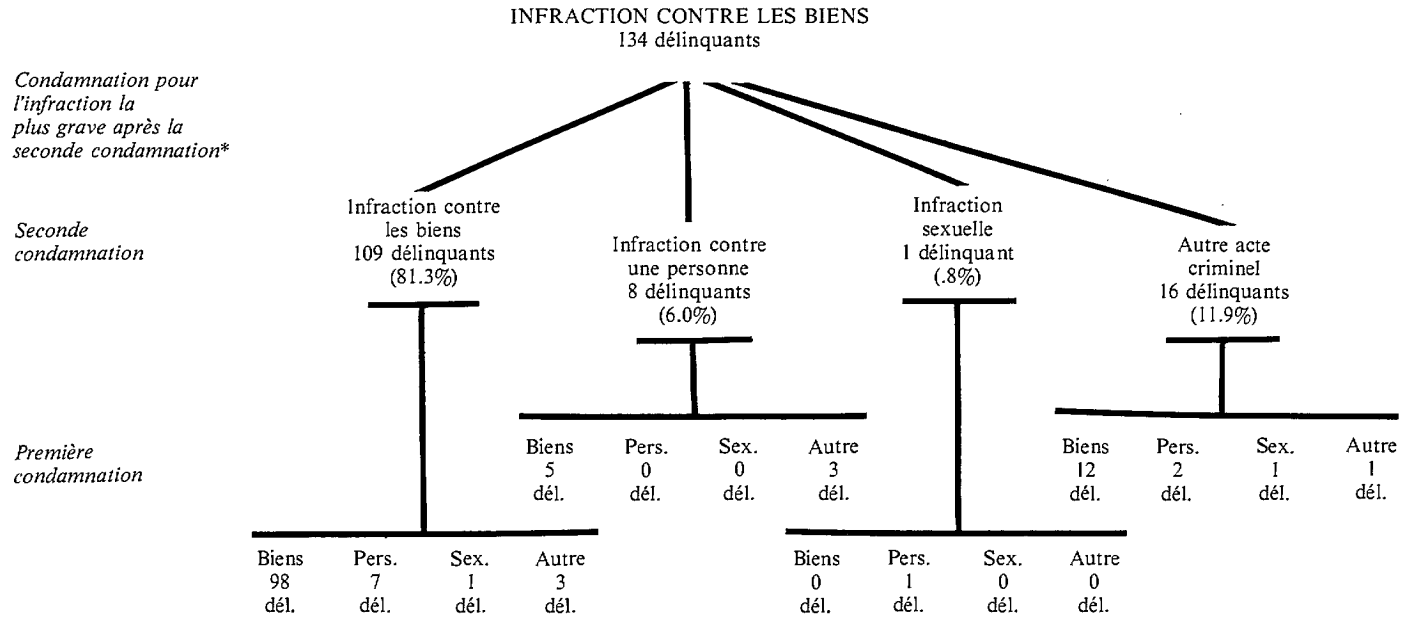 INFRACTION CONTRE LES BIENS
134 délinquants
Condamnation pour
l'infraction la
plus grave après la
seconde condamnation*
Seconde
condamnation
Infraction contre
les biens
109 délinquants
(81.3%)
Infraction contre
une personne
8 délinquants
(6.0%)
Infraction
sexuelle
1 délinquant
(.8%)
Autre acte
criminel
16 délinquants
(11.9%)
Première
condamnation
Biens Pers. Sex. Autre
98 7 1 3
dél. dél. dél. dél.
Biens Pers. Sex. Autre
5 0 0 3
dél. dél. dél. dél.
Biens Pers. Sex. Autre
0 1 0 0
dél. dél. dél. dél.
Biens Pers. Sex. Autre
12 2 1 1
dél. dél. dél. dél.